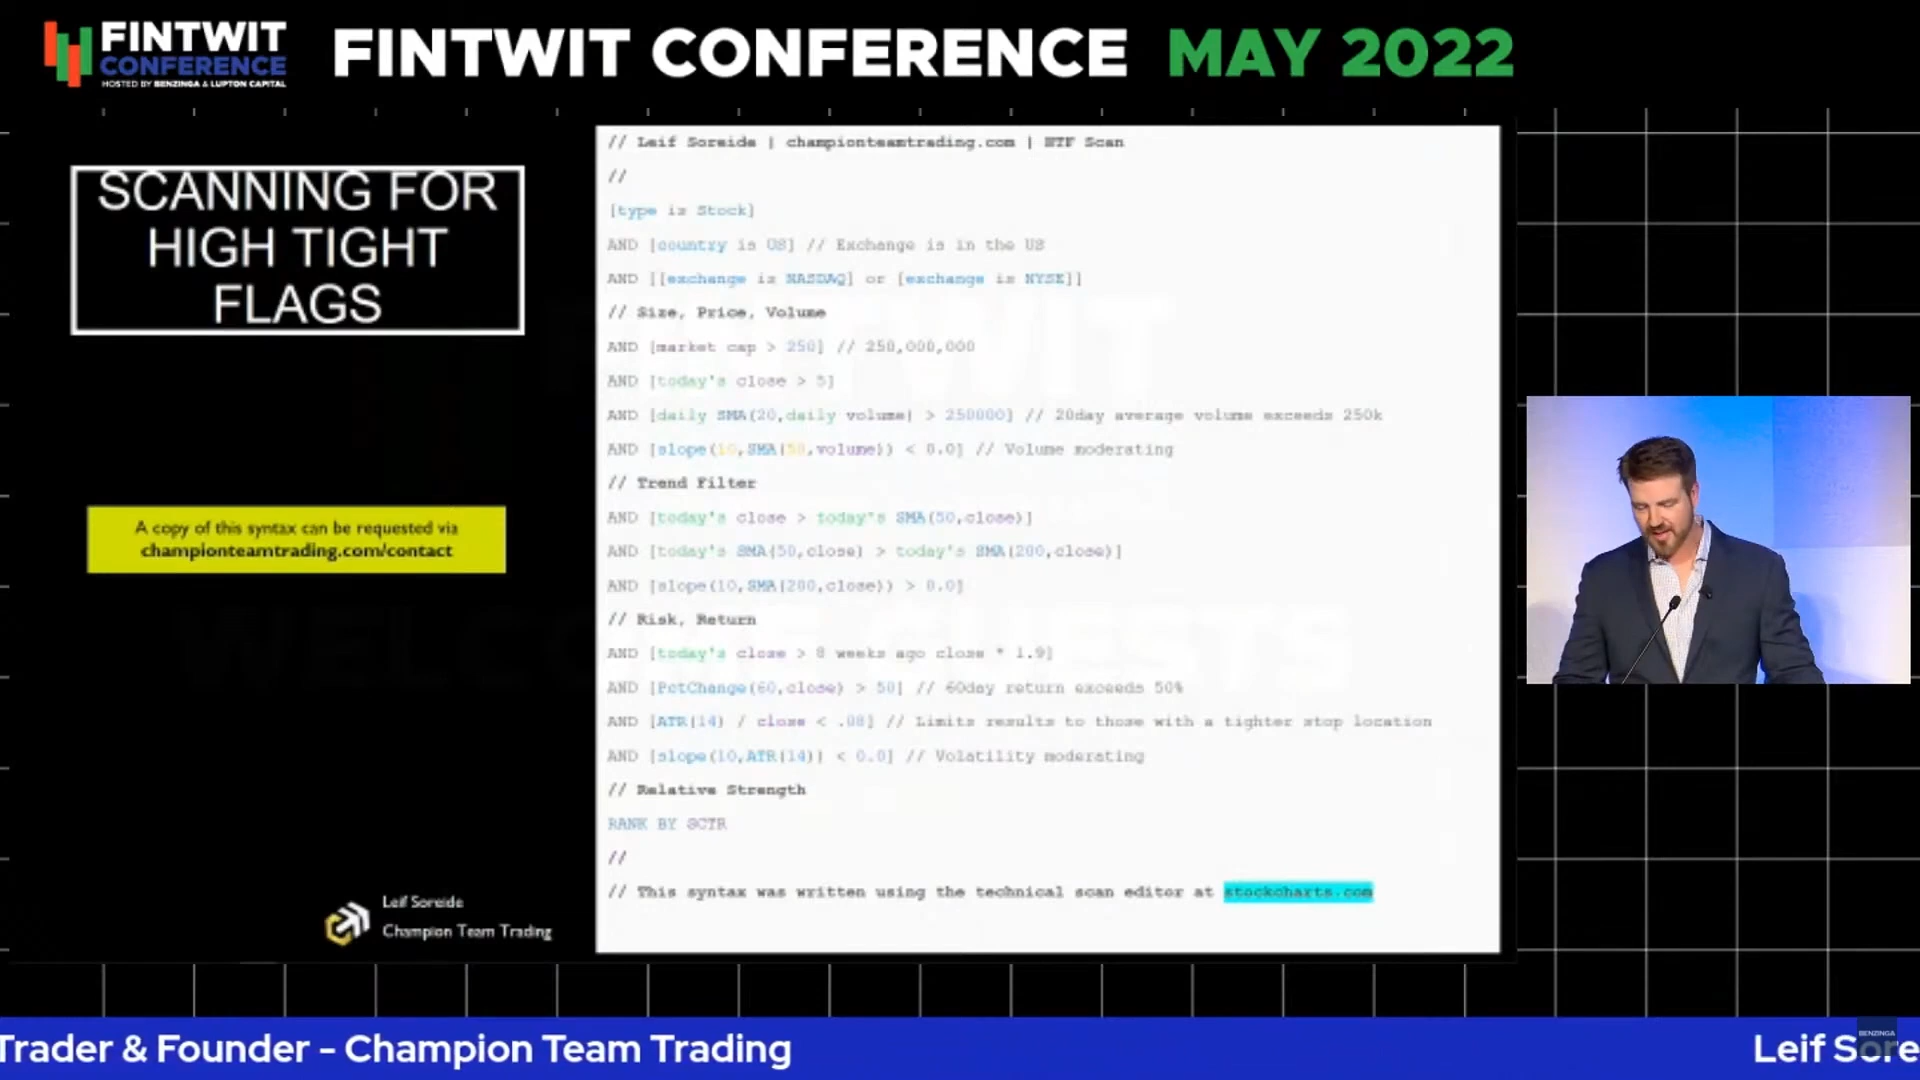 FINTWIT
CONFERENCE
HOSTED BY BENZINGA & LUPTON CAPITAL
FINTWIT CONFERENCE MAY 2022
SCANNING FOR
HIGH TIGHT
FLAGS
A copy of this syntax can be requested via
championteamtrading.com/contact
Leif Soreide
Champion Team Trading
// Leif Soreide | championteamtrading.com | HTF Scan
//
[type is Stock]
AND [country is US] // Exchange is in the US
AND [[exchange is NASDAQ] or [exchange is NYSE]]
// Size, Price, Volume
AND [market cap > 250] // 250,000,000
AND [today's close > 5]
AND [daily SMA(20,daily volume) > 250000] // 20day average volume exceeds 250k
AND [slope(10,SMA(50,volume)) < 0.0] // Volume moderating
// Trend Filter
AND [today's close > today's SMA(50,close)]
AND [today's SMA(50,close) > today's SMA(200,close)]
AND [slope(10,SMA(200,close)) > 0.0]
// Risk, Return
AND [today's close > 8 weeks ago close * 1.9]
AND [PctChange(60,close) > 50] // 60day return exceeds 50%
AND [ATR(14) / close < .08] // Limits results to those with a tighter stop location
AND [slope(10,ATR(14)) < 0.0] // Volatility moderating
// Relative Strength
RANK BY SCTR
//
// This syntax was written using the technical scan editor at stockcharts.com
FINTWIT
WELCOME GUESTS
Trader & Founder - Champion Team Trading
Leif Sore
BENZINGA